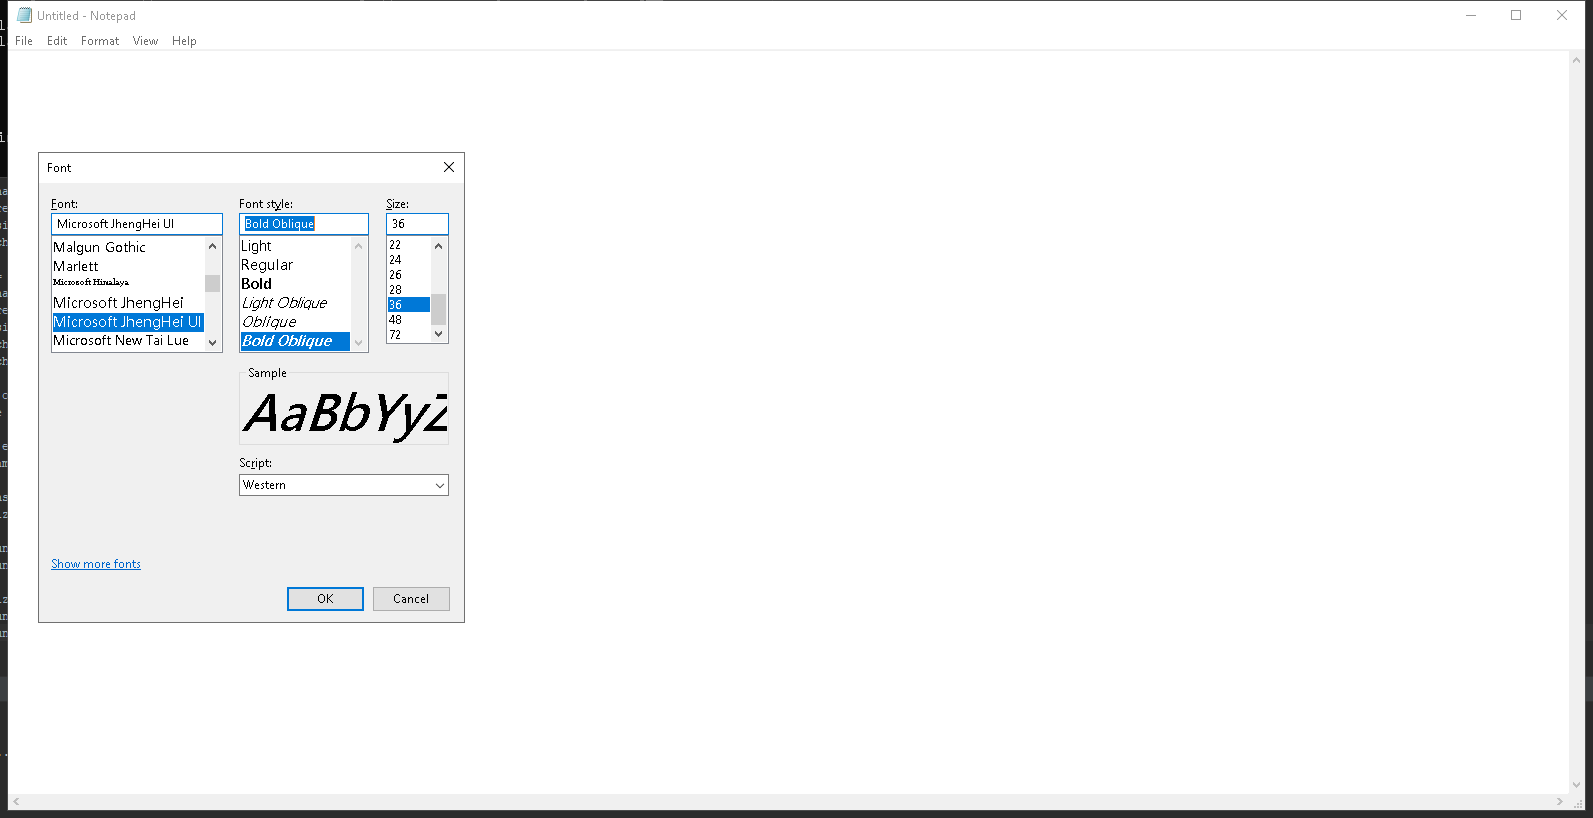 Untitled - Notepad
File Edit Format View Help
Font
Font:
Microsoft JhengHei UI
Malgun Gothic
Marlett
Microsoft Himalaya
Microsoft JhengHei
Microsoft JhengHei UI
Microsoft New Tai Lue
Font style:
Bold Oblique
Light
Regular
Bold
Light Oblique
Oblique
Bold Oblique
Size:
36
22
24
26
28
36
48
72
Sample
AaBbYyZ
Script:
Western
Show more fonts
OK Cancel